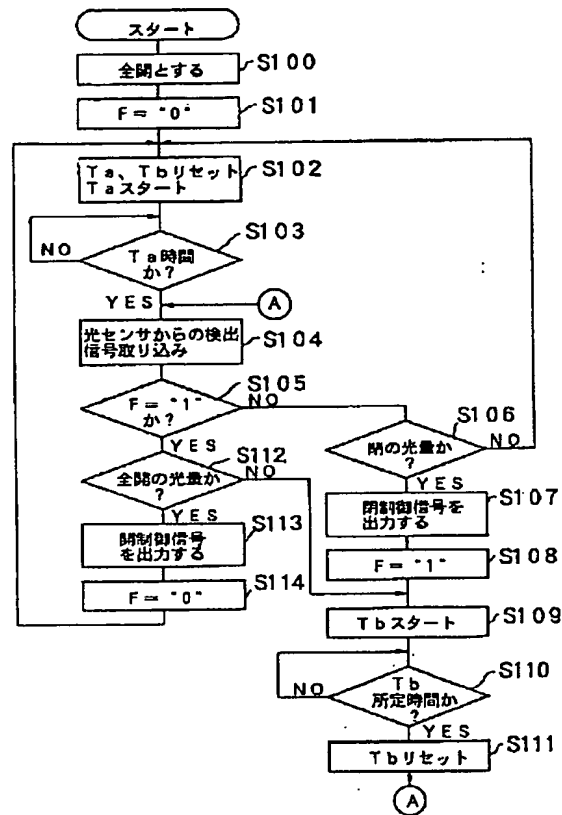 スタート
全開とする
S100
F="0"
S101
Ta、Tbリセット
Taスタート
S102
S103
NO
Ta時間
か?
YES
A
光センサからの検出
信号取り込み
S104
S105
F="1"
か?
NO
YES
S106
閉の光量か
?
NO
YES
S112
全開の光量か
?
NO
YES
閉制御信号を
出力する
S107
開制御信号
を出力する
S113
F="1"
S108
F="0"
S114
Tbスタート
S109
S110
Tb
所定時間か
?
NO
YES
Tbリセット
S111
A